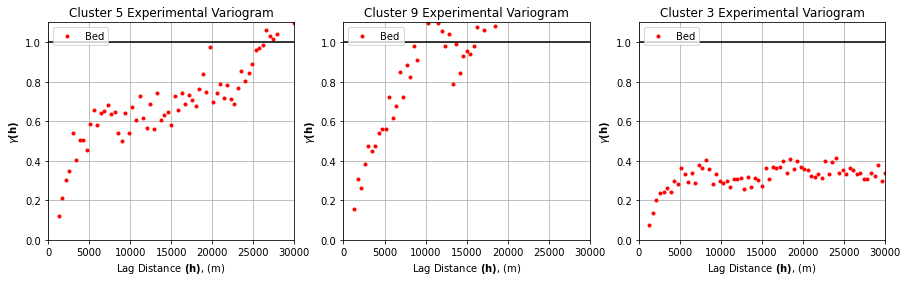 Cluster 5 Experimental Variogram
1.0
0.8
0.6
0.4
0.2
0.0
γ(h)
Bed
0 5000 10000 15000 20000 25000 30000
Lag Distance (h), (m)
Cluster 9 Experimental Variogram
1.0
0.8
0.6
0.4
0.2
0.0
γ(h)
Bed
0 5000 10000 15000 20000 25000 30000
Lag Distance (h), (m)
Cluster 3 Experimental Variogram
1.0
0.8
0.6
0.4
0.2
0.0
γ(h)
Bed
0 5000 10000 15000 20000 25000 30000
Lag Distance (h), (m)